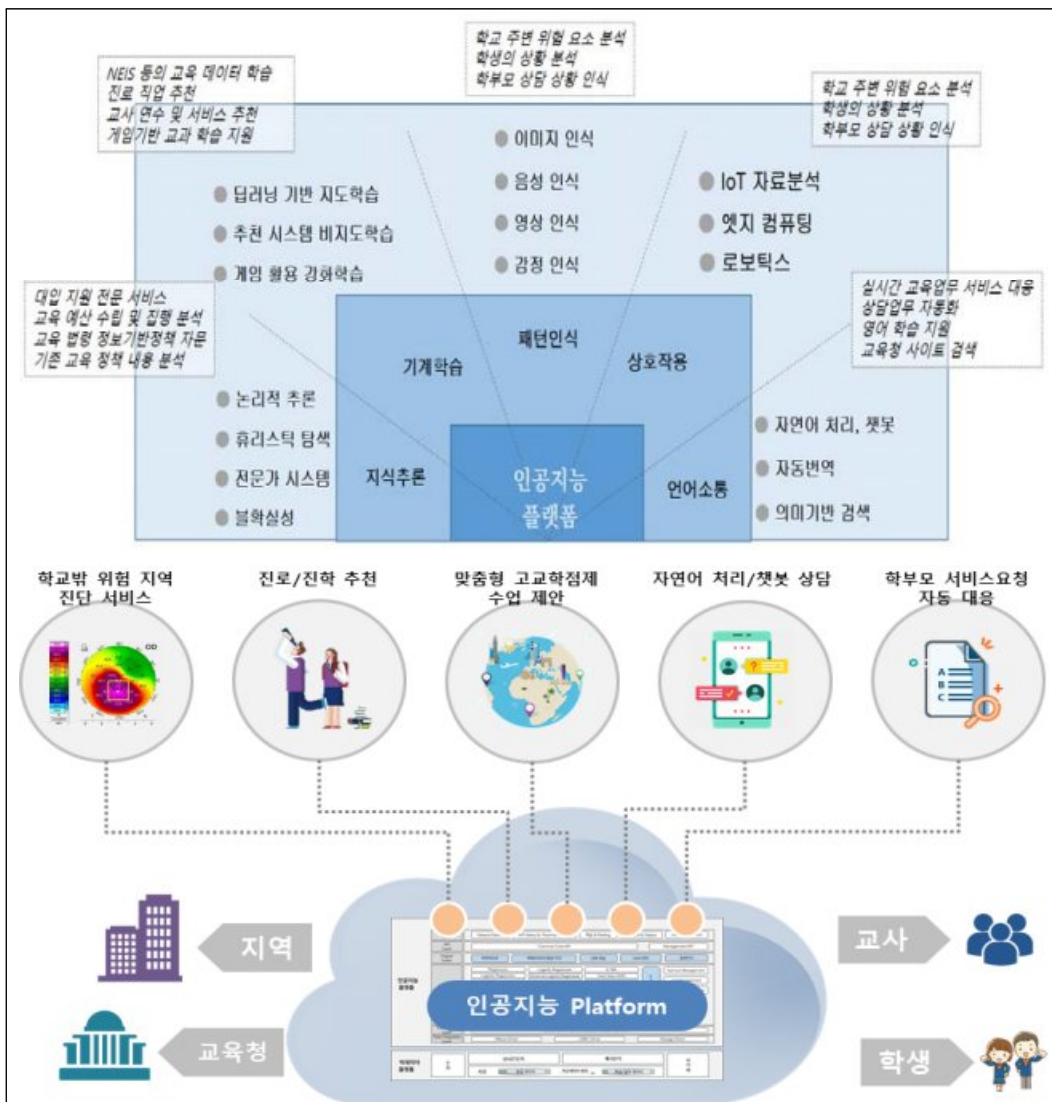 학교 주변 위험 요소 분석
학생의 상황 분석
학부모 상담 상황 인식
NEIS 등의 교육 데이터 학습
진로 직업 추천
교사 연수 및 서비스 추천
게임기반 교과 학습 지원
학교 주변 위험 요소 분석
학생의 상황 분석
학부모 상담 상황 인식
이미지 인식
음성 인식
영상 인식
감정 인식
딥러닝 기반 지도학습
추천 시스템 비지도학습
게임 활용 강화학습
IoT 자료분석
엣지 컴퓨팅
로보틱스
대입 지원 전문 서비스
교육 예산 수립 및 집행 분석
교육 법령 정보기반정책 자문
기존 교육 정책 내용 분석
실시간 교육업무 서비스 대응
상담업무 자동화
영어 학습 지원
교육청 사이트 검색
기계학습
패턴인식
상호작용
논리적 추론
휴리스틱 탐색
전문가 시스템
불확실성
지식추론
인공지능
플랫폼
언어소통
자연어 처리, 챗봇
자동번역
의미기반 검색
학교밖 위험 지역
진단 서비스
진로/진학 추천
맞춤형 고교학점제
수업 제안
자연어 처리/챗봇 상담
학부모 서비스요청
자동 대응
OD
?
A
B
C
지역
교사
인공지능 Platform
교육청
학생